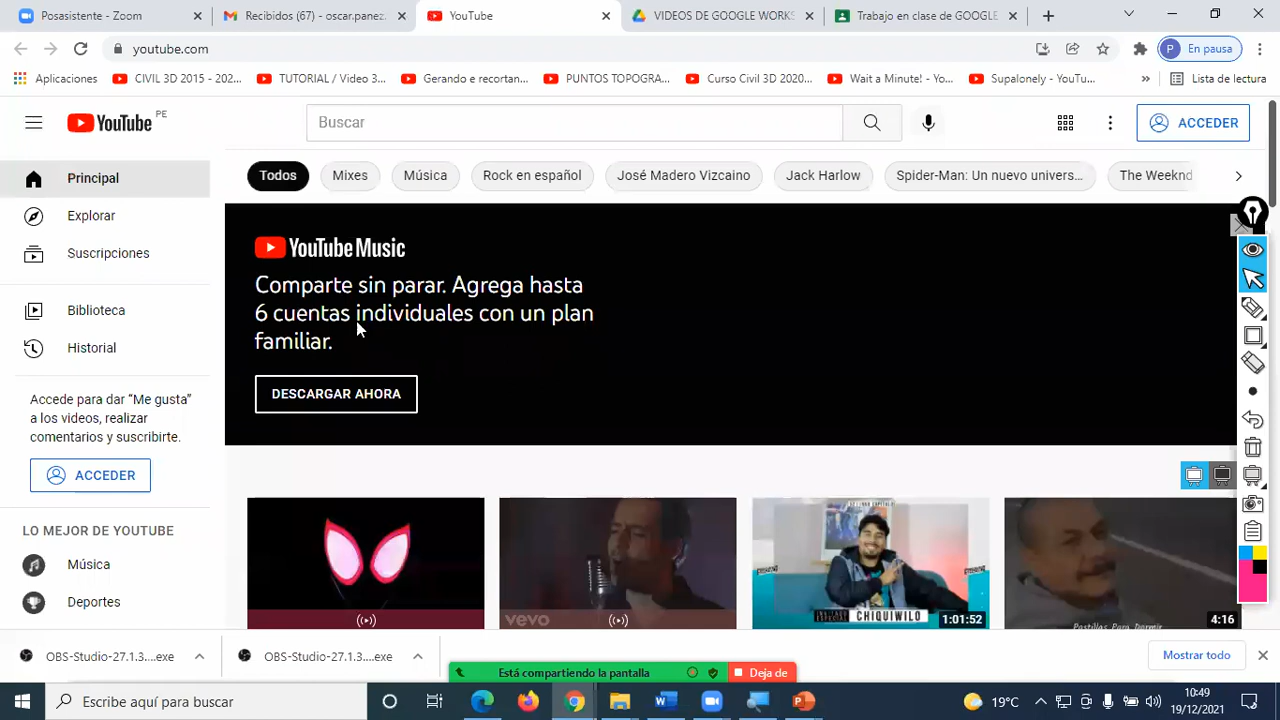 Posasistente - Zoom
Recibidos (67) - oscar.panez.
YouTube
VIDEOS DE GOOGLE WORKS
Trabajo en clase de GOOGLE
youtube.com
P En pausa
Aplicaciones
CIVIL 3D 2015 - 202...
TUTORIAL / Video 3...
Gerando e recortan...
PUNTOS TOPOGRA...
Curso Civil 3D 2020...
Wait a Minute! - Yo...
Supalonely - YouTu...
»
Lista de lectura
YouTube PE
Buscar
ACCEDER
Principal
Explorar
Suscripciones
Biblioteca
Historial
Accede para dar “Me gusta”
a los videos, realizar
comentarios y suscribirte.
ACCEDER
LO MEJOR DE YOUTUBE
Música
Deportes
Todos
Mixes
Música
Rock en español
José Madero Vizcaino
Jack Harlow
Spider-Man: Un nuevo univers...
The Weeknd
YouTube Music
Comparte sin parar. Agrega hasta
6 cuentas individuales con un plan
familiar.
DESCARGAR AHORA
vevo
CHIQUIWILO
1:01:52
Pastillas Para Dormir
4:16
OBS-Studio-27.1.3....exe
OBS-Studio-27.1.3....exe
Mostrar todo
Está compartiendo la pantalla
Deja de
Escribe aquí para buscar
19°C
10:49
19/12/2021